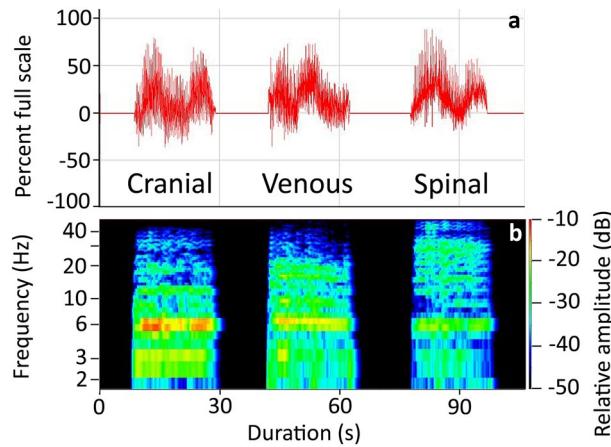 a
100
50
0
-50
-100
Percent full scale
Cranial Venous Spinal
b
40
20
10
6
3
2
Frequency (Hz)
0 30 60 90
Duration (s)
-10
-20
-30
-40
-50
Relative amplitude (dB)